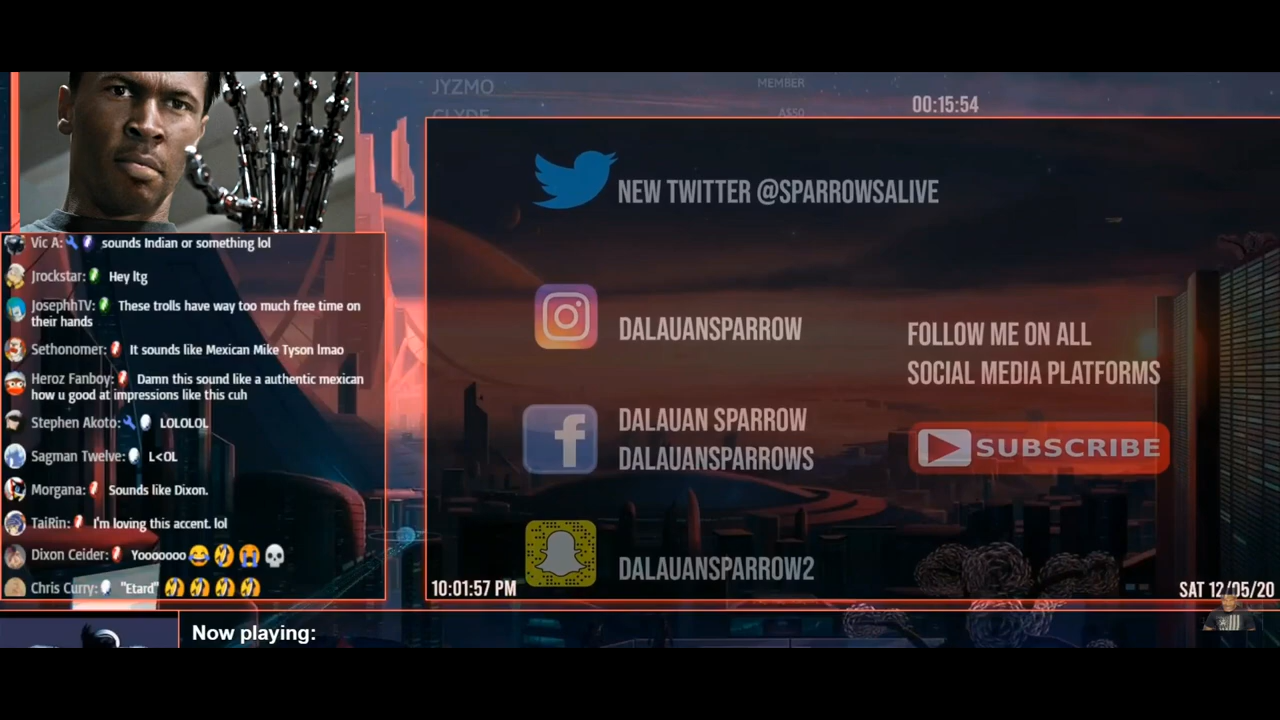 JYZMO
MEMBER
CLYDE
A$$0
00:15:54
NEW TWITTER @SPARROWSALIVE
DALAUANSPARROW
FOLLOW ME ON ALL
SOCIAL MEDIA PLATFORMS
DALAUAN SPARROW
DALAUANSPARROWS
SUBSCRIBE
DALAUANSPARROW2
10:01:57 PM
SAT 12/05/20
Vic A: sounds Indian or something lol
Jrockstar: Hey ltg
JosephhTV: These trolls have way too much free time on
their hands
Sethonomer: It sounds like Mexican Mike Tyson lmao
Heroz Fanboy: Damn this sound like a authentic mexican
how u good at impressions like this cuh
Stephen Akoto: LOLOLOL
Sagman Twelve: L<OL
Morgana: Sounds like Dixon.
TaiRin: I'm loving this accent. lol
Dixon Ceider: Yooooooo 😂🤣😭💀
Chris Curry: "Etard" 🤣🤣🤣🤣
Now playing: